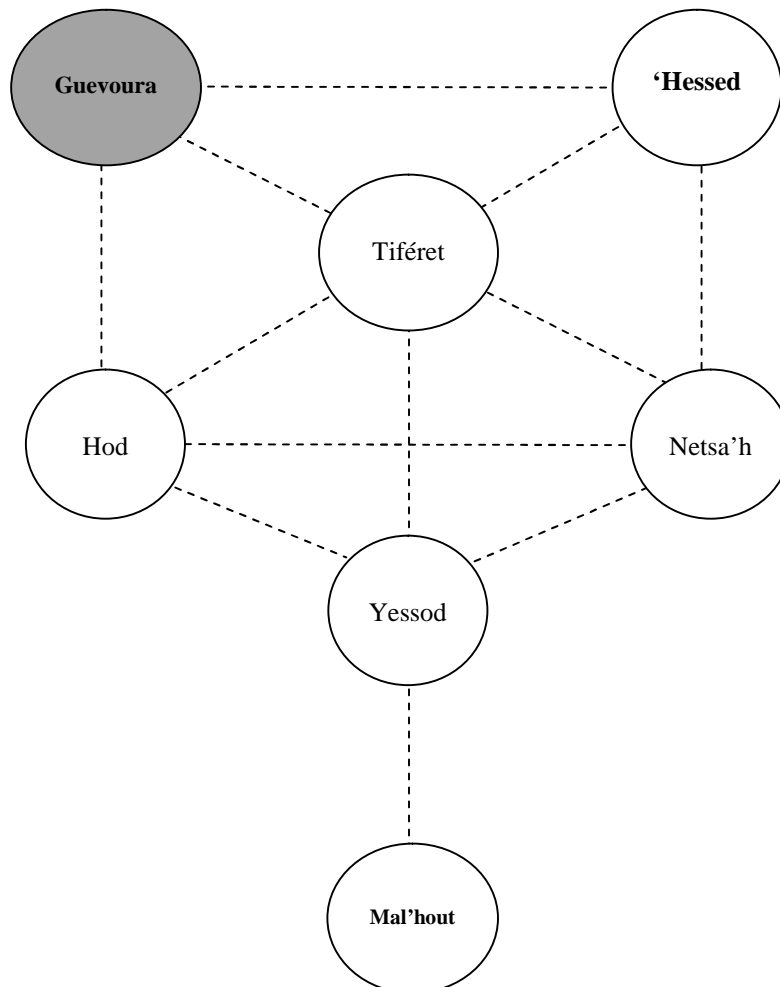 Guevoura
‘Hessed
Tiféret
Hod
Netsa’h
Yessod
Mal’hout